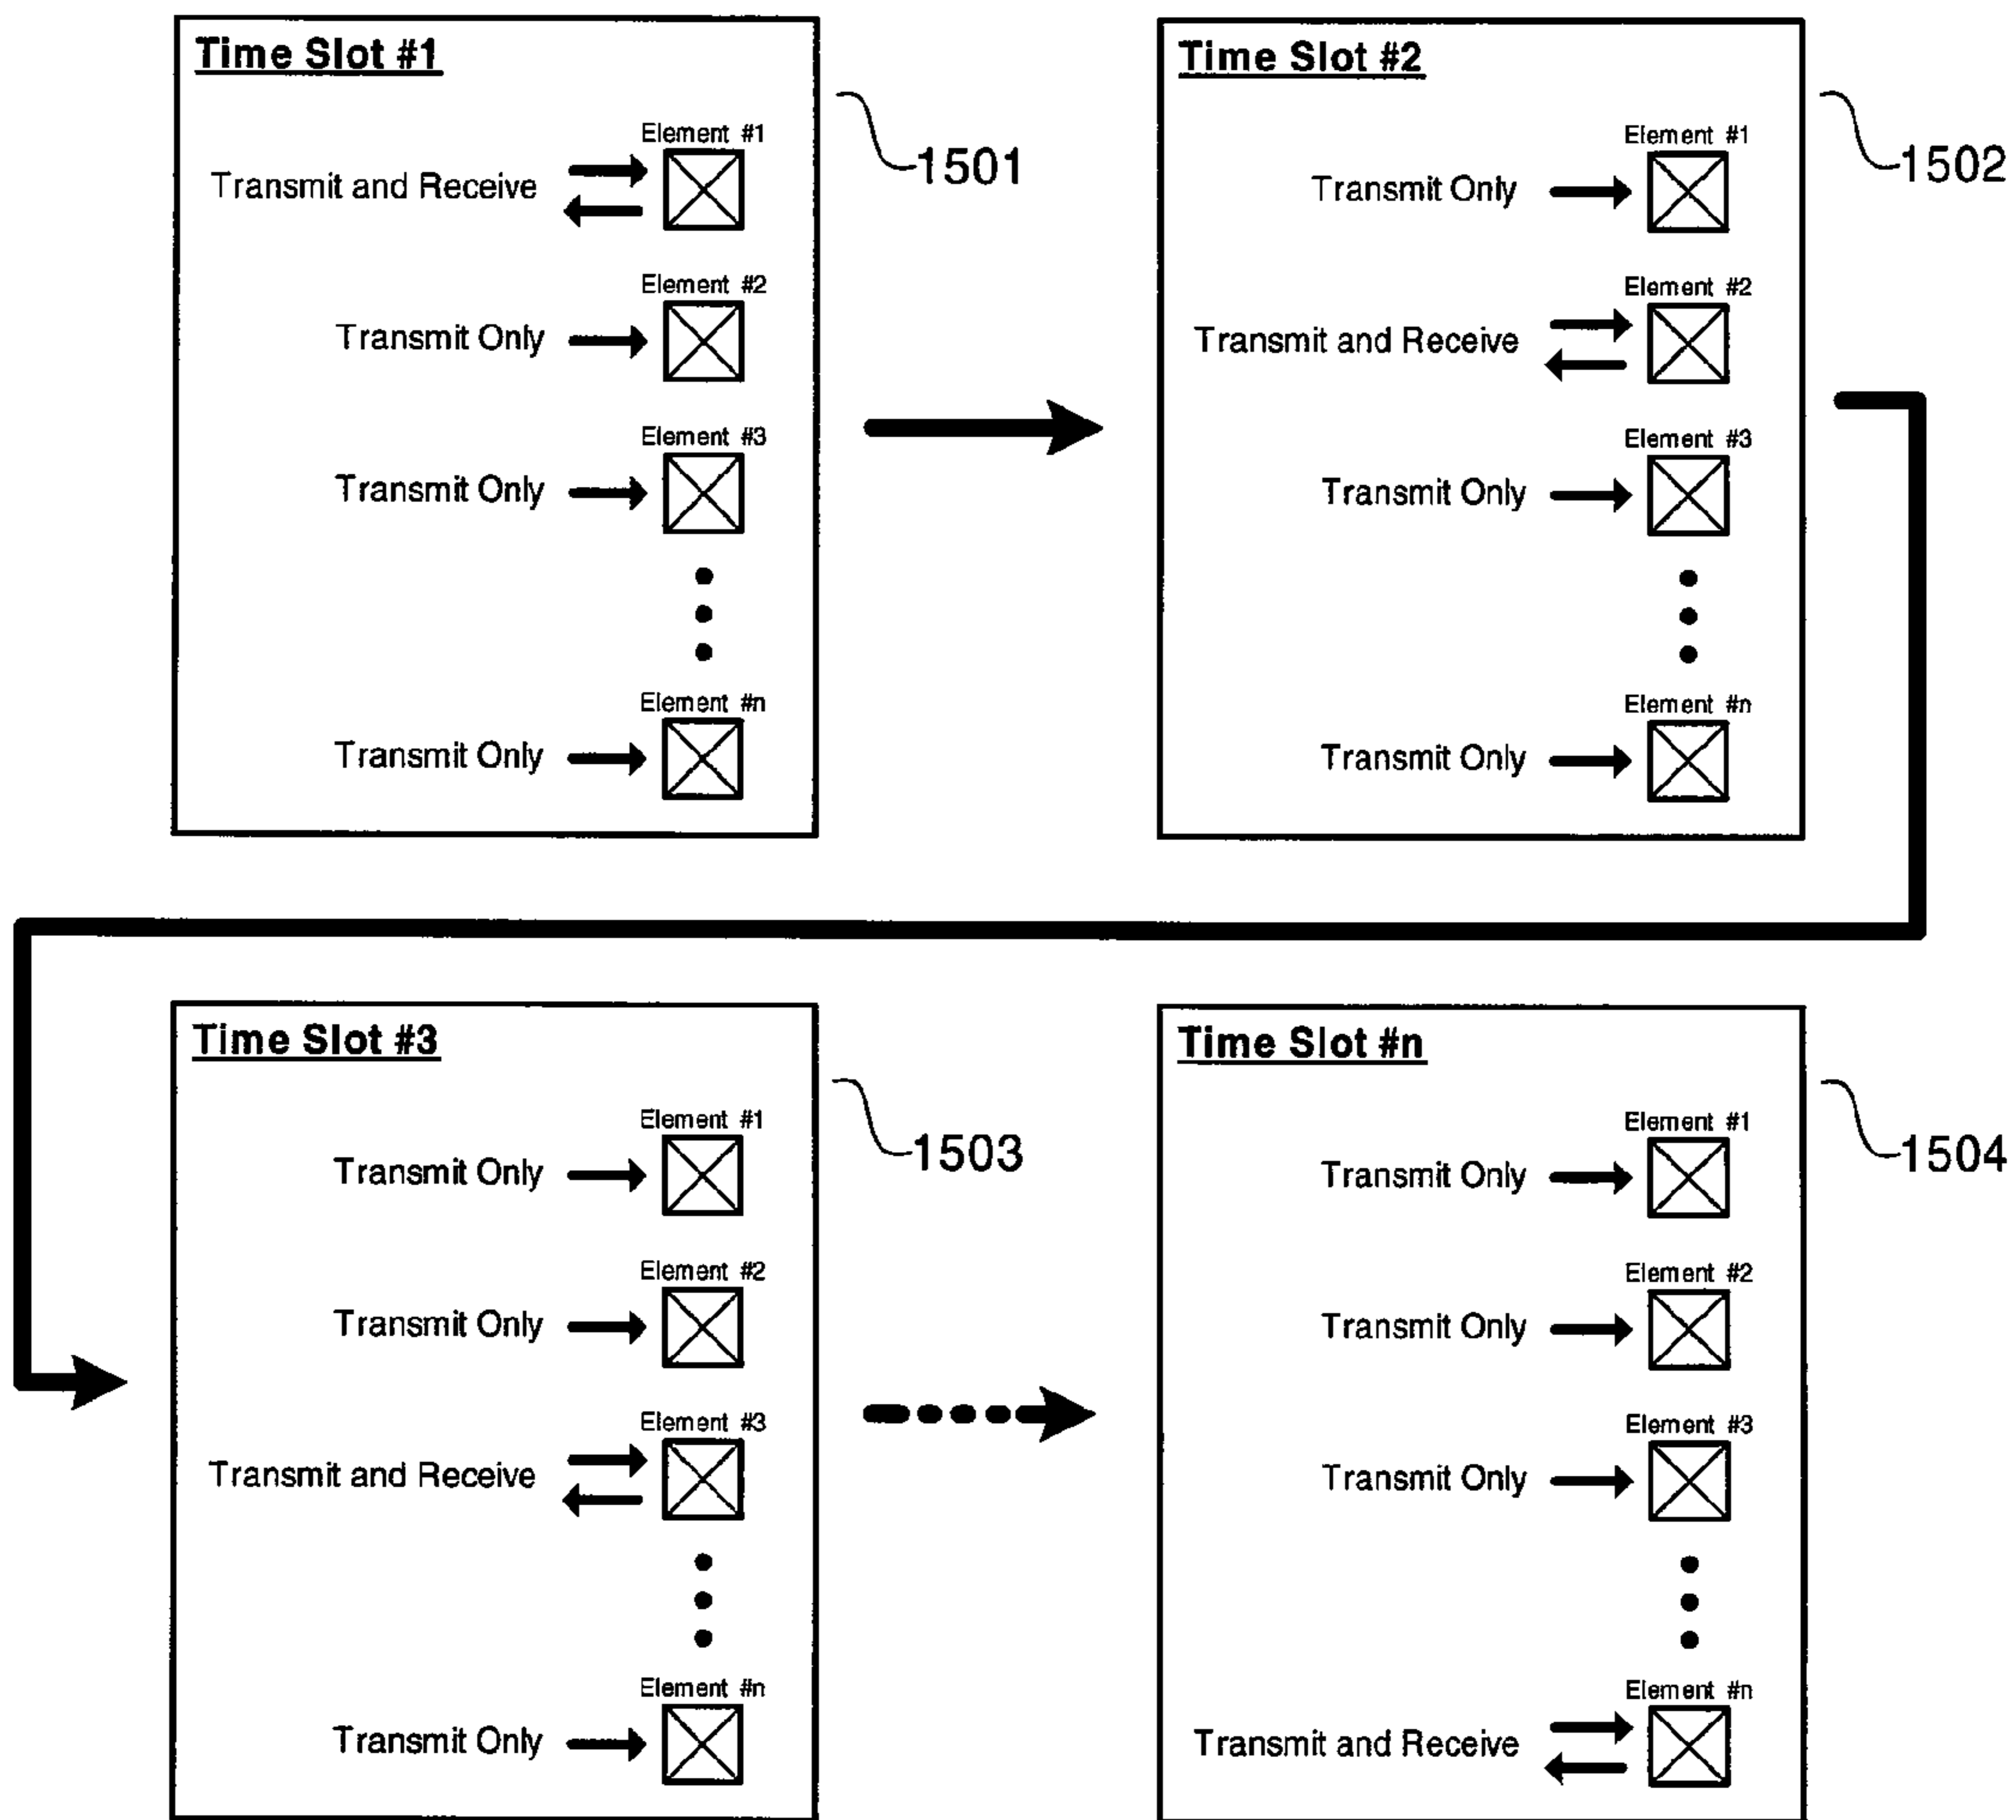 Time Slot #1
Element #1
Transmit and Receive
Element #2
Transmit Only
Element #3
Transmit Only
Element #n
Transmit Only
1501
Time Slot #2
Element #1
Transmit Only
Element #2
Transmit and Receive
Element #3
Transmit Only
Element #n
Transmit Only
1502
Time Slot #3
Element #1
Transmit Only
Element #2
Transmit Only
Element #3
Transmit and Receive
Element #n
Transmit Only
1503
Time Slot #n
Element #1
Transmit Only
Element #2
Transmit Only
Element #3
Transmit Only
Element #n
Transmit and Receive
1504